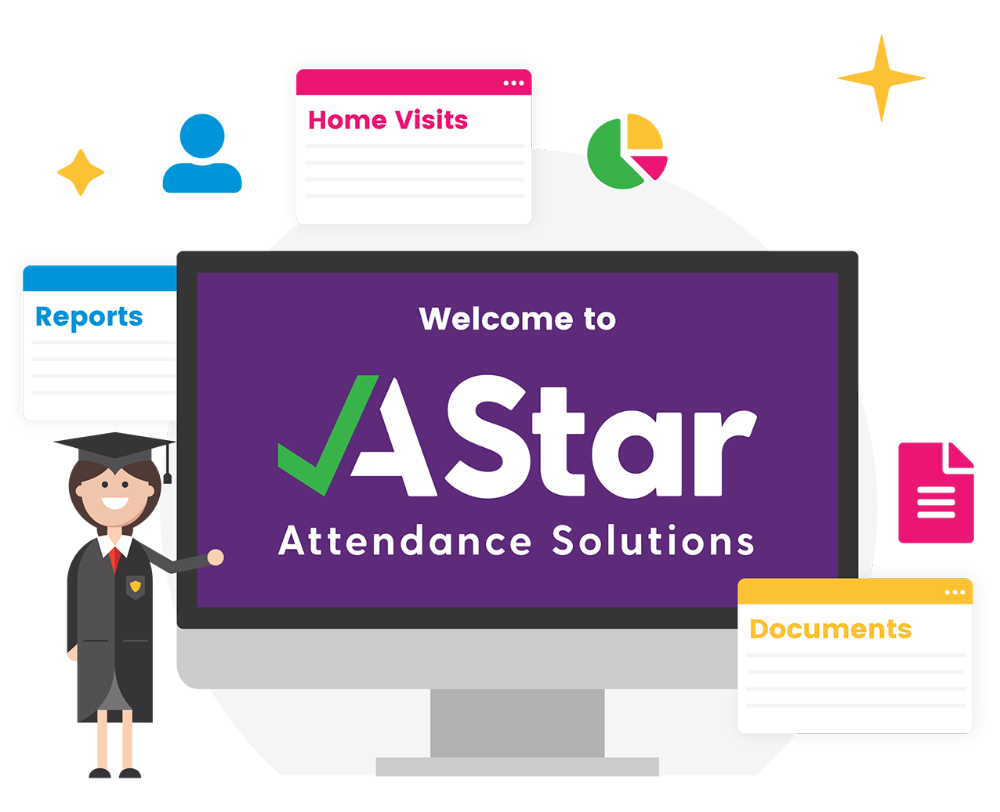 Home Visits
Reports
Welcome to
AStar
Attendance Solutions
Documents